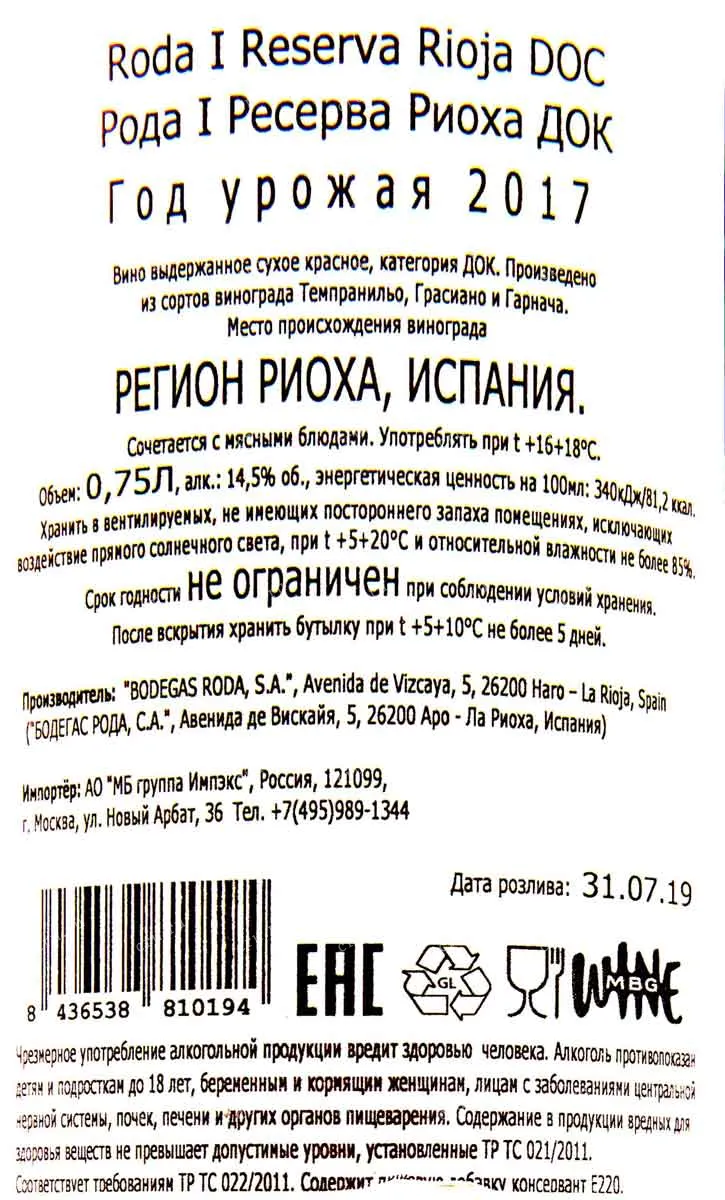 Roda I Reserva Rioja DOC
Рода I Ресерва Риоха ДОК
Год урожая 2017
Вино выдержанное сухое красное, категория ДОК. Произведено
из сортов винограда Темпранильо, Грасиано и Гарнача.
Место происхождения винограда
РЕГИОН РИОХА, ИСПАНИЯ.
Сочетается с мясными блюдами. Употреблять при t +16+18°С.
Объем: 0,75Л, алк.: 14,5% об., энергетическая ценность на 100мл: 340кДж/81,2 ккал.
Хранить в вентилируемых, не имеющих постороннего запаха помещениях, исключающих
воздействие прямого солнечного света, при t +5+20°С и относительной влажности не более 85%.
Срок годности не ограничен при соблюдении условий хранения.
После вскрытия хранить бутылку при t +5+10°С не более 5 дней.
Производитель: "BODEGAS RODA, S.A.", Avenida de Vizcaya, 5, 26200 Haro – La Rioja, Spain
("БОДЕГАС РОДА, С.А.", Авенида де Вискайя, 5, 26200 Аро - Ла Риоха, Испания)
Импортёр: АО "МБ группа Импэкс", Россия, 121099,
г. Москва, ул. Новый Арбат, 36 Тел. +7(495)989-1344
Дата розлива: 31.07.19
8 436538 810194
EAC
GL
WINE
MBG
Чрезмерное употребление алкогольной продукции вредит здоровью человека. Алкоголь противопоказан
детям и подросткам до 18 лет, беременным и кормящим женщинам, лицам с заболеваниями центральной
нервной системы, почек, печени и других органов пищеварения. Содержание в продукции вредных для
здоровья веществ не превышает допустимые уровни, установленные ТР ТС 021/2011.
Соответствует требованиям ТР ТС 022/2011. Содержит пищевую добавку консервант Е220.